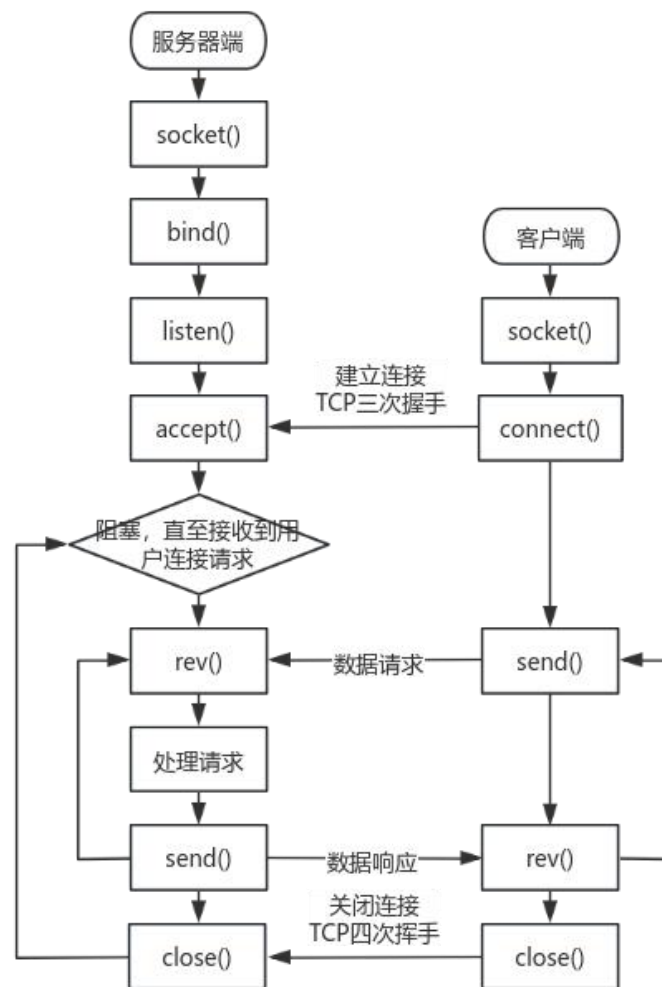 服务器端
socket()
bind()
listen()
accept()
阻塞，直至接收到用
户连接请求
rev()
处理请求
send()
close()
客户端
socket()
connect()
send()
rev()
close()
建立连接
TCP三次握手
数据请求
数据响应
关闭连接
TCP四次挥手